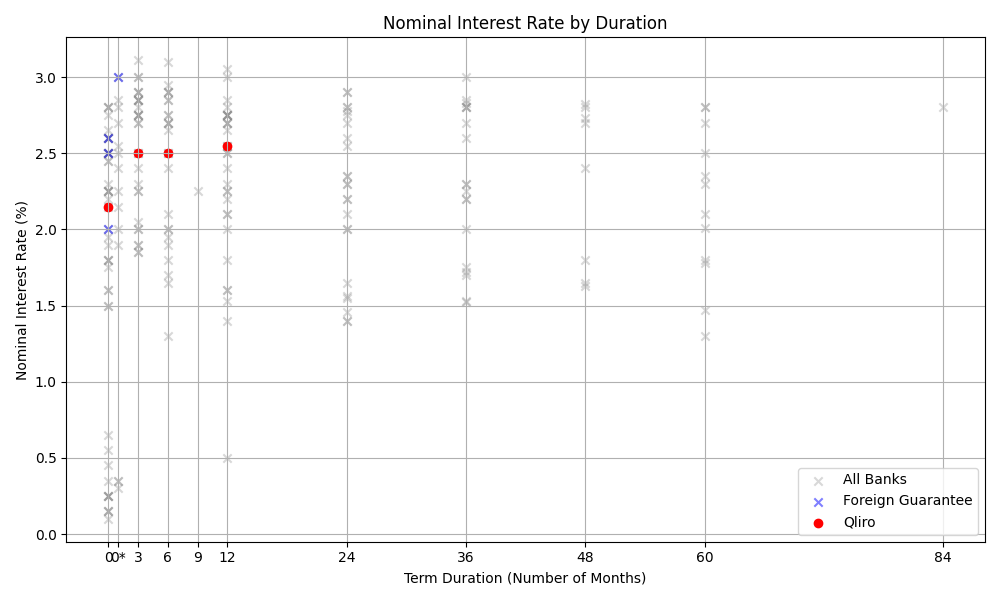 Nominal Interest Rate by Duration
Nominal Interest Rate (%)
3.0
2.5
2.0
1.5
1.0
0.5
0.0
0 0* 3 6 9 12 24 36 48 60 84
Term Duration (Number of Months)
All Banks
Foreign Guarantee
Qliro